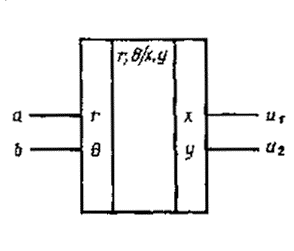 r, θ/x, y
a r x u₁
b θ y u₂